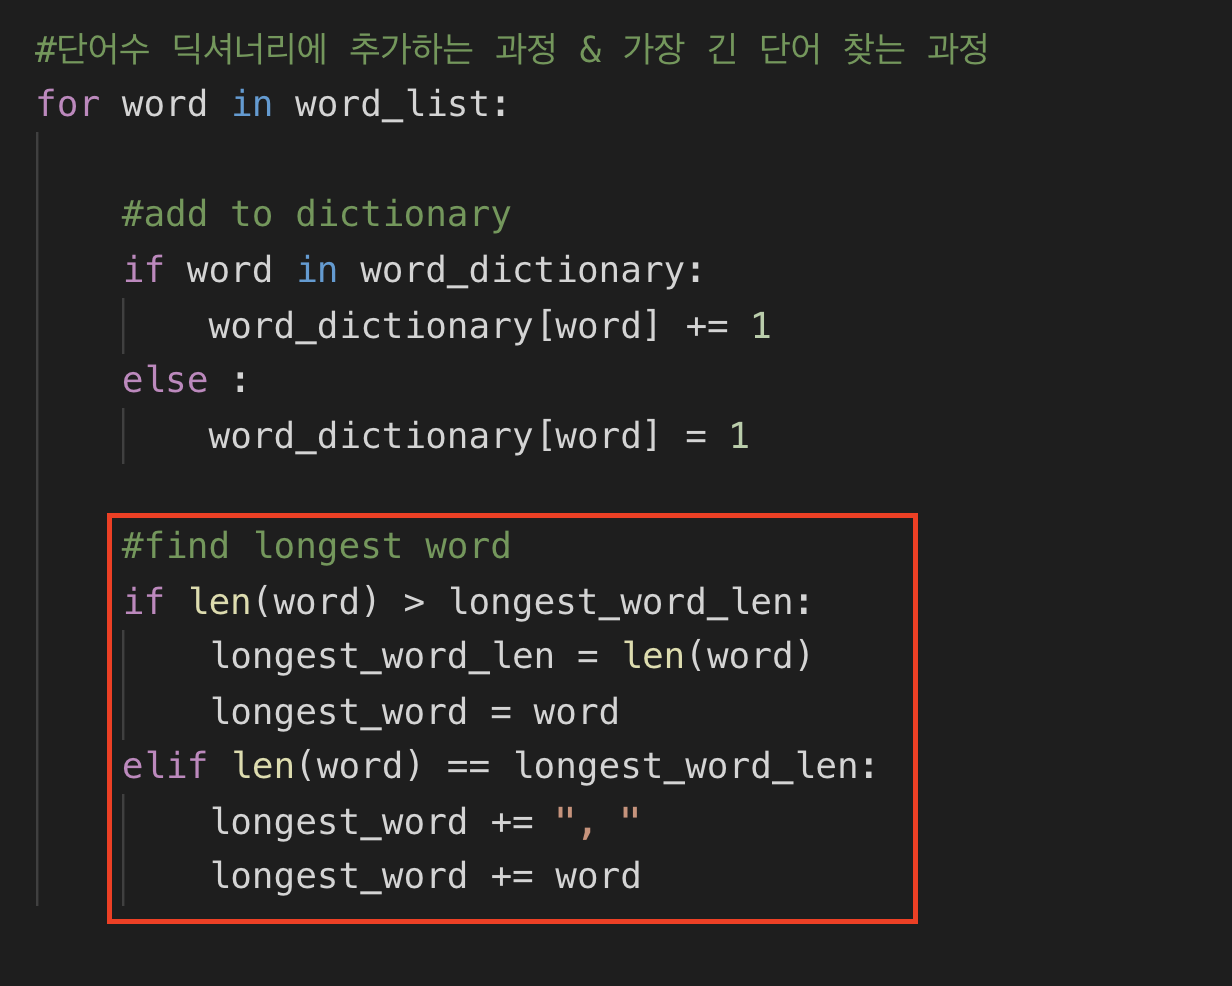 #단어수 딕셔너리에 추가하는 과정 & 가장 긴 단어 찾는 과정
for word in word_list:
#add to dictionary
if word in word_dictionary:
word_dictionary[word] += 1
else :
word_dictionary[word] = 1
#find longest word
if len(word) > longest_word_len:
longest_word_len = len(word)
longest_word = word
elif len(word) == longest_word_len:
longest_word += ", "
longest_word += word